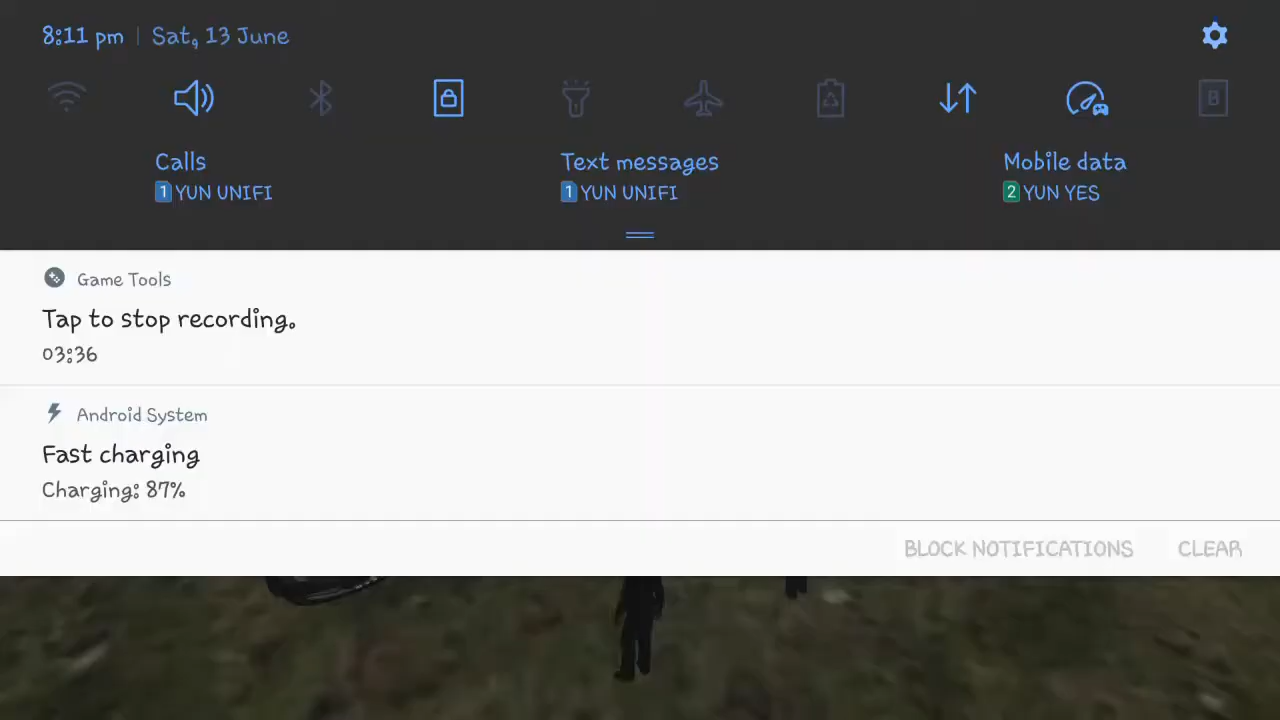 8:11 pm | Sat, 13 June
B
Calls
1 YUN UNIFI
Text messages
1 YUN UNIFI
Mobile data
2 YUN YES
Game Tools
Tap to stop recording.
03:36
Android System
Fast charging
Charging: 87%
BLOCK NOTIFICATIONS CLEAR